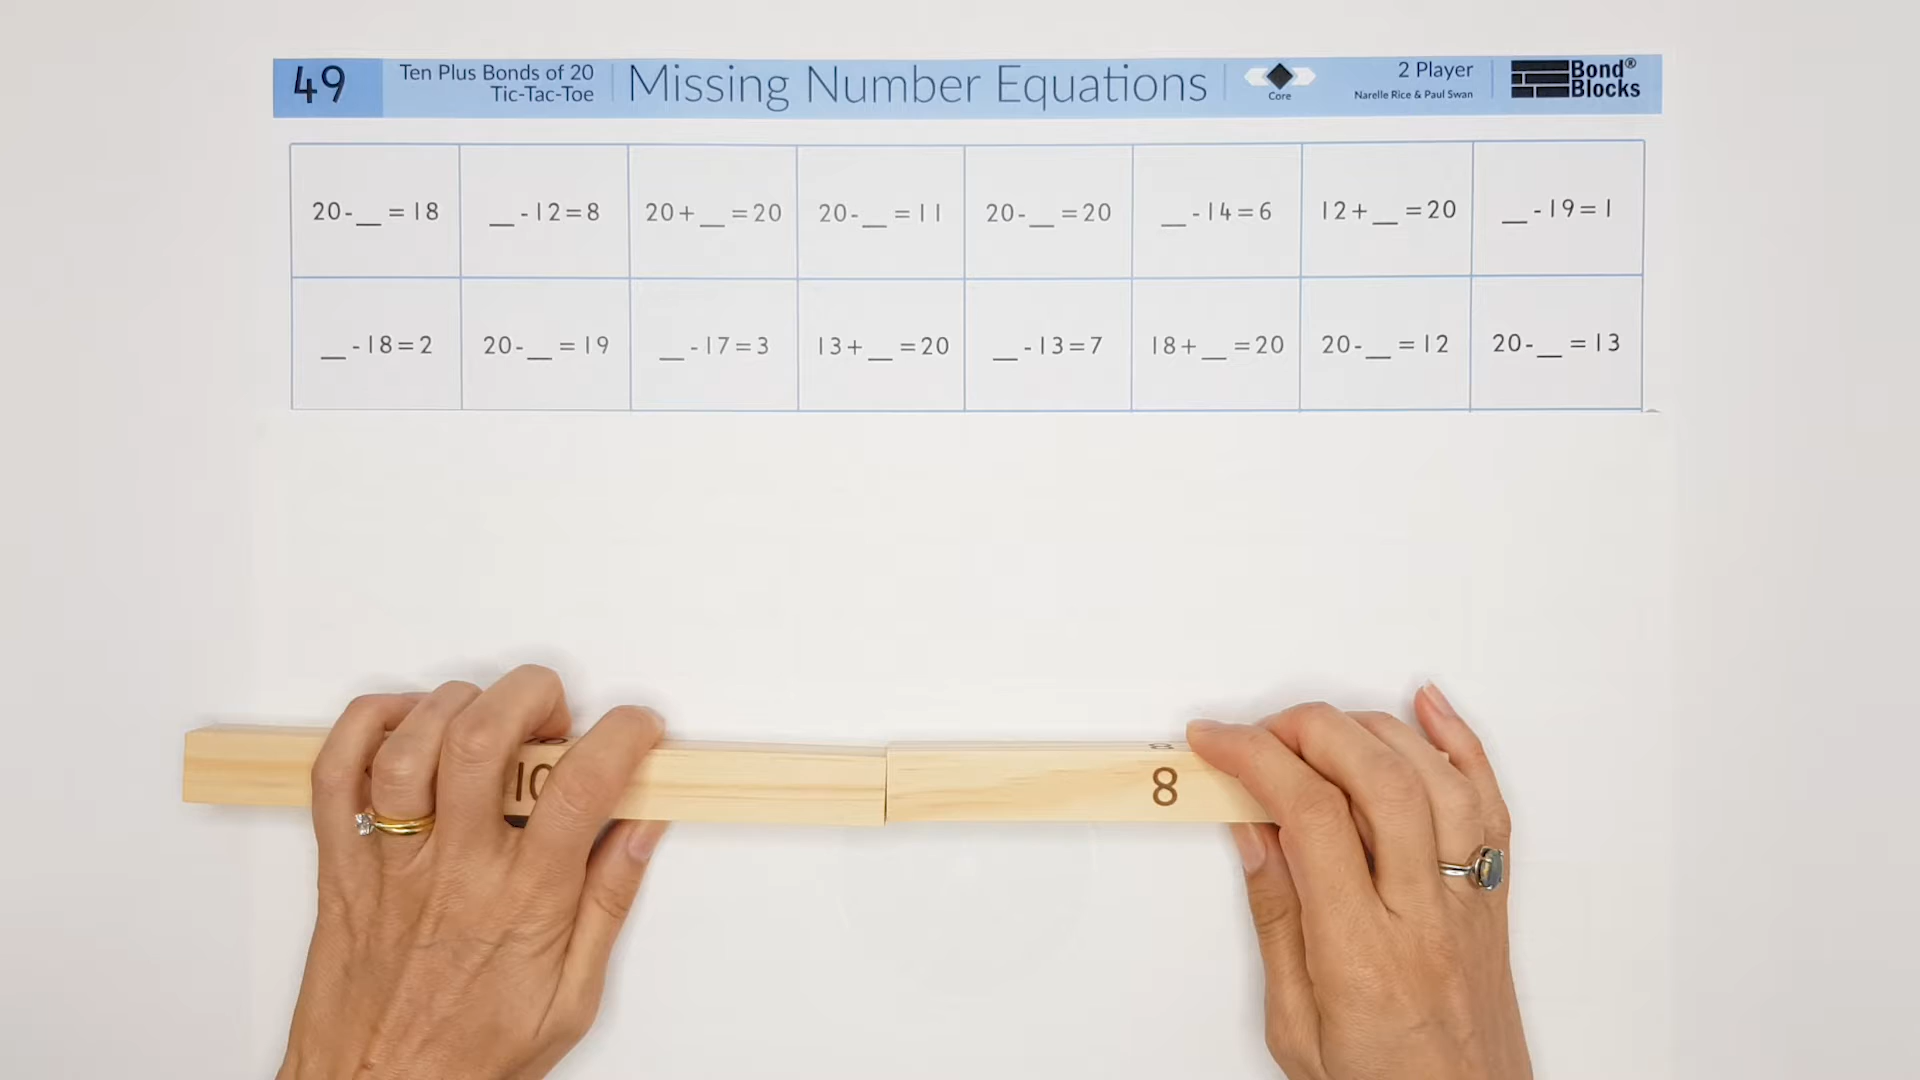 49
Ten Plus Bonds of 20
Tic-Tac-Toe
Missing Number Equations
Core
2 Player
Narelle Rice & Paul Swan
Bond®
Blocks
20-__=18
__-12=8
20+__=20
20-__=11
20-__=20
__-14=6
12+__=20
__-19=1
__-18=2
20-__=19
__-17=3
13+__=20
__-13=7
18+__=20
20-__=12
20-__=13
10
8
8